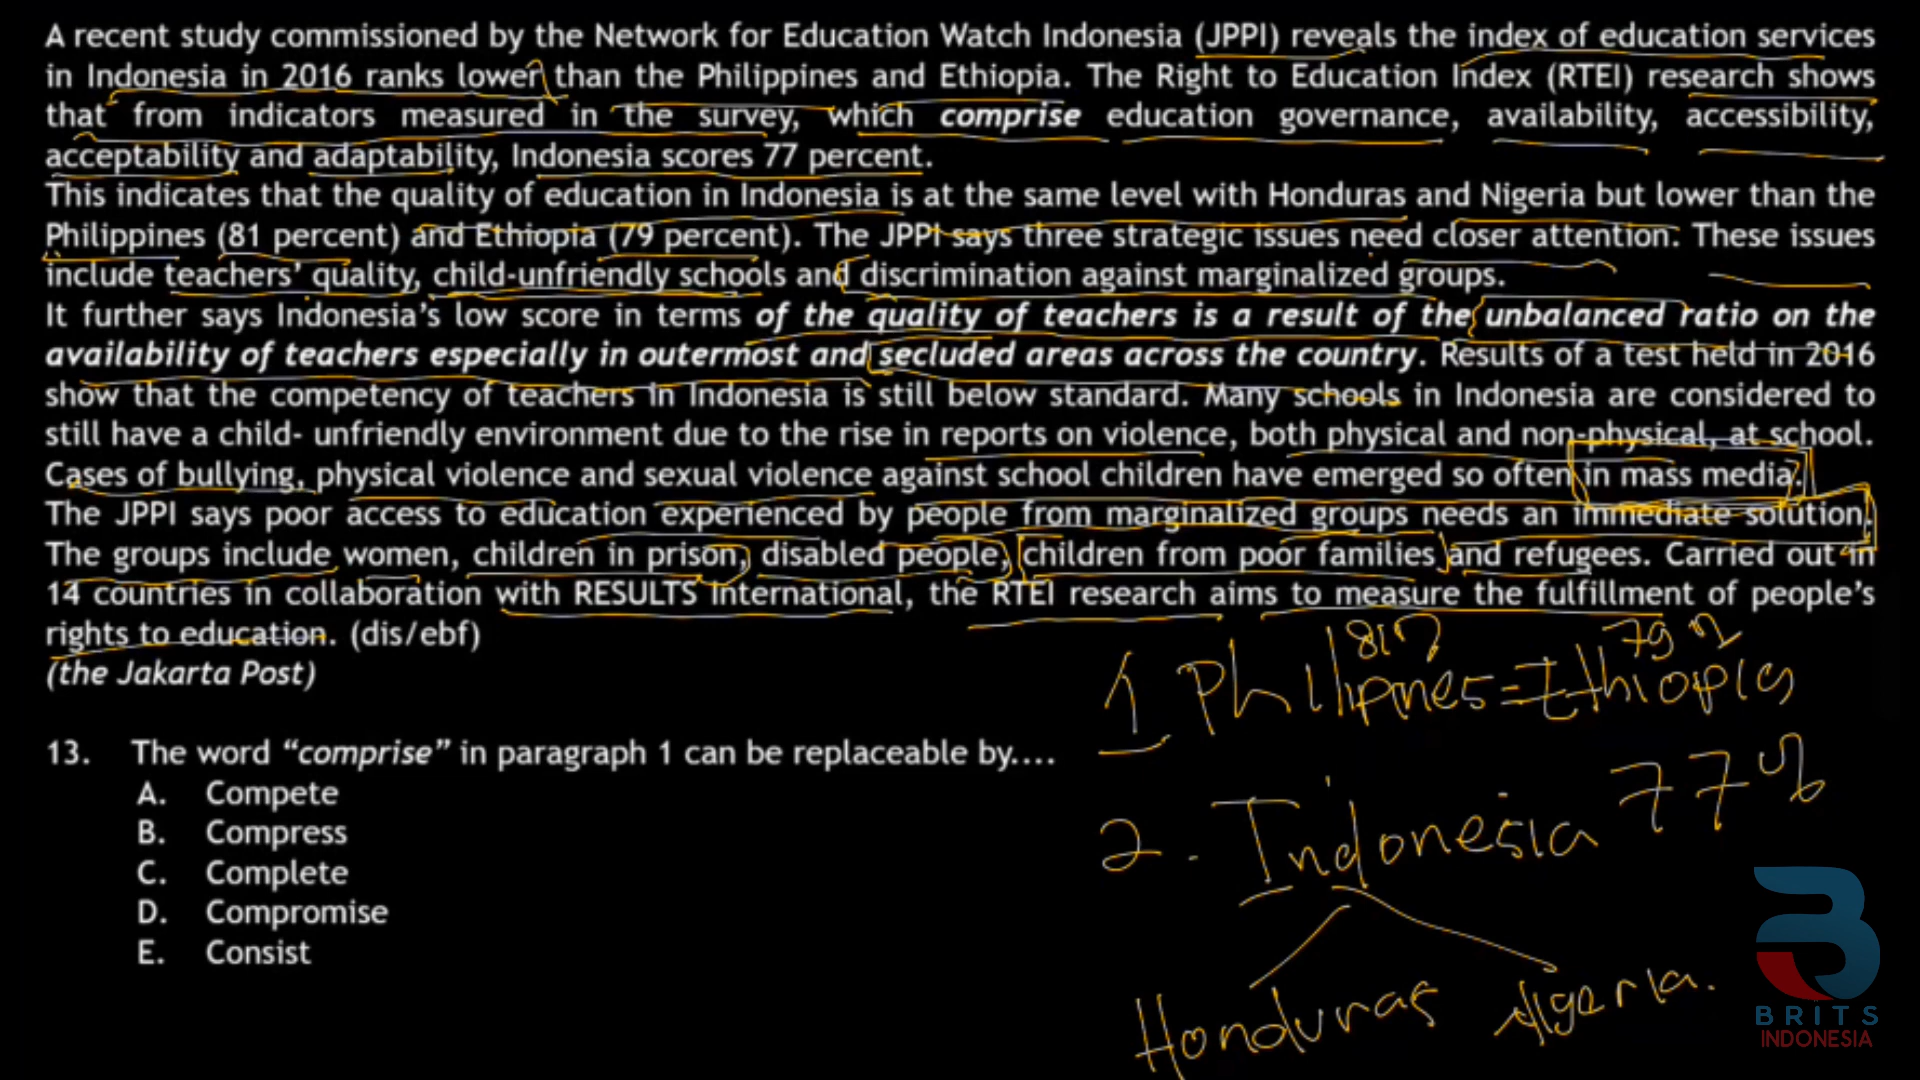 A recent study commissioned by the Network for Education Watch Indonesia (JPPI) reveals the index of education services
in Indonesia in 2016 ranks lower than the Philippines and Ethiopia. The Right to Education Index (RTEI) research shows
that from indicators measured in the survey, which comprise education governance, availability, accessibility,
acceptability and adaptability, Indonesia scores 77 percent.
This indicates that the quality of education in Indonesia is at the same level with Honduras and Nigeria but lower than the
Philippines (81 percent) and Ethiopia (79 percent). The JPPI says three strategic issues need closer attention. These issues
include teachers’ quality, child-unfriendly schools and discrimination against marginalized groups.
It further says Indonesia’s low score in terms of the quality of teachers is a result of the unbalanced ratio on the
availability of teachers especially in outermost and secluded areas across the country. Results of a test held in 2016
show that the competency of teachers in Indonesia is still below standard. Many schools in Indonesia are considered to
still have a child- unfriendly environment due to the rise in reports on violence, both physical and non-physical, at school.
Cases of bullying, physical violence and sexual violence against school children have emerged so often in mass media.
The JPPI says poor access to education experienced by people from marginalized groups needs an immediate solution.
The groups include women, children in prison, disabled people, children from poor families and refugees. Carried out in
14 countries in collaboration with RESULTS International, the RTEI research aims to measure the fulfillment of people’s
rights to education. (dis/ebf)
(the Jakarta Post)
81% 79%
1 Philipines = Ethiopia
13. The word “comprise” in paragraph 1 can be replaceable by....
A. Compete
B. Compress
C. Complete
D. Compromise
E. Consist
2. Indonesia 77%
Honduras Nigeria.
BRITS
INDONESIA